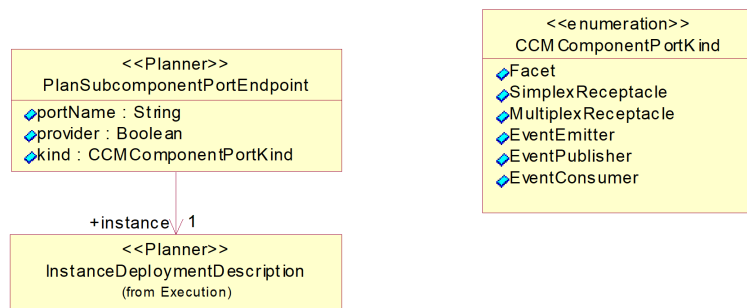 <<Planner>>
PlanSubcomponentPortEndpoint
portName : String
provider : Boolean
kind : CCMComponentPortKind
+instance 1
<<Planner>>
InstanceDeploymentDescription
(from Execution)
<<enumeration>>
CCMComponentPortKind
Facet
SimplexReceptacle
MultiplexReceptacle
EventEmitter
EventPublisher
EventConsumer